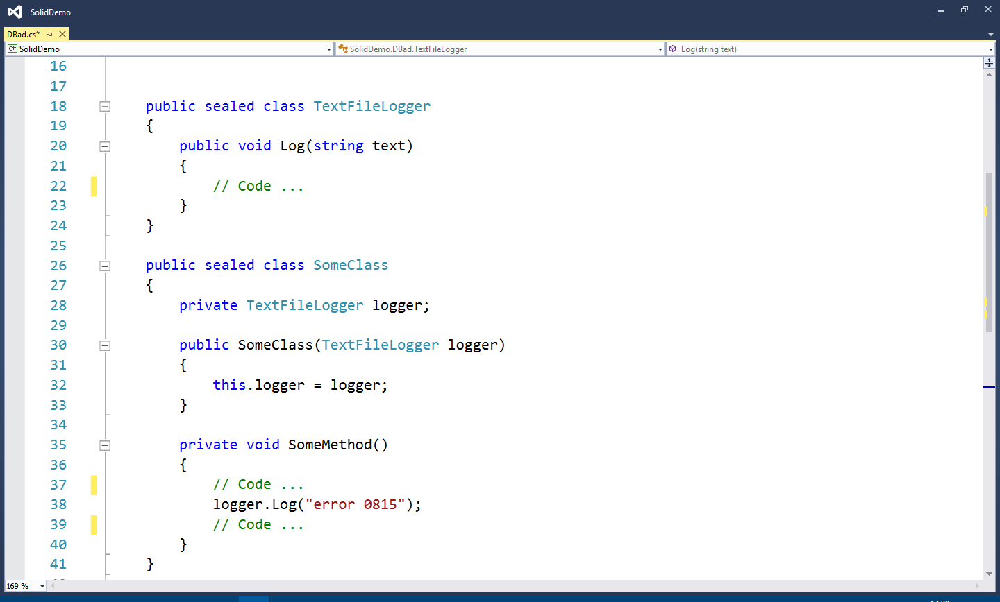 SolidDemo
DBad.cs*
C# SolidDemo
SolidDemo.DBad.TextFileLogger
Log(string text)
16
17
18 public sealed class TextFileLogger
19 {
20 public void Log(string text)
21 {
22 // Code ...
23 }
24 }
25
26 public sealed class SomeClass
27 {
28 private TextFileLogger logger;
29
30 public SomeClass(TextFileLogger logger)
31 {
32 this.logger = logger;
33 }
34
35 private void SomeMethod()
36 {
37 // Code ...
38 logger.Log("error 0815");
39 // Code ...
40 }
41 }
169 %